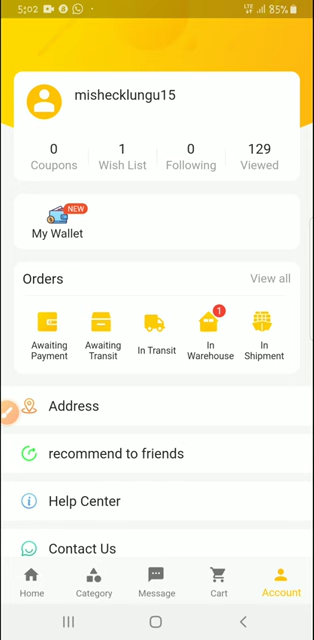 5:02
LTE
85%
mishecklungu15
0 1 0 129
Coupons Wish List Following Viewed
NEW
My Wallet
Orders View all
1
Awaiting Payment
Awaiting Transit
In Transit
In Warehouse
In Shipment
Address
recommend to friends
Help Center
Contact Us
Home Category Message Cart Account